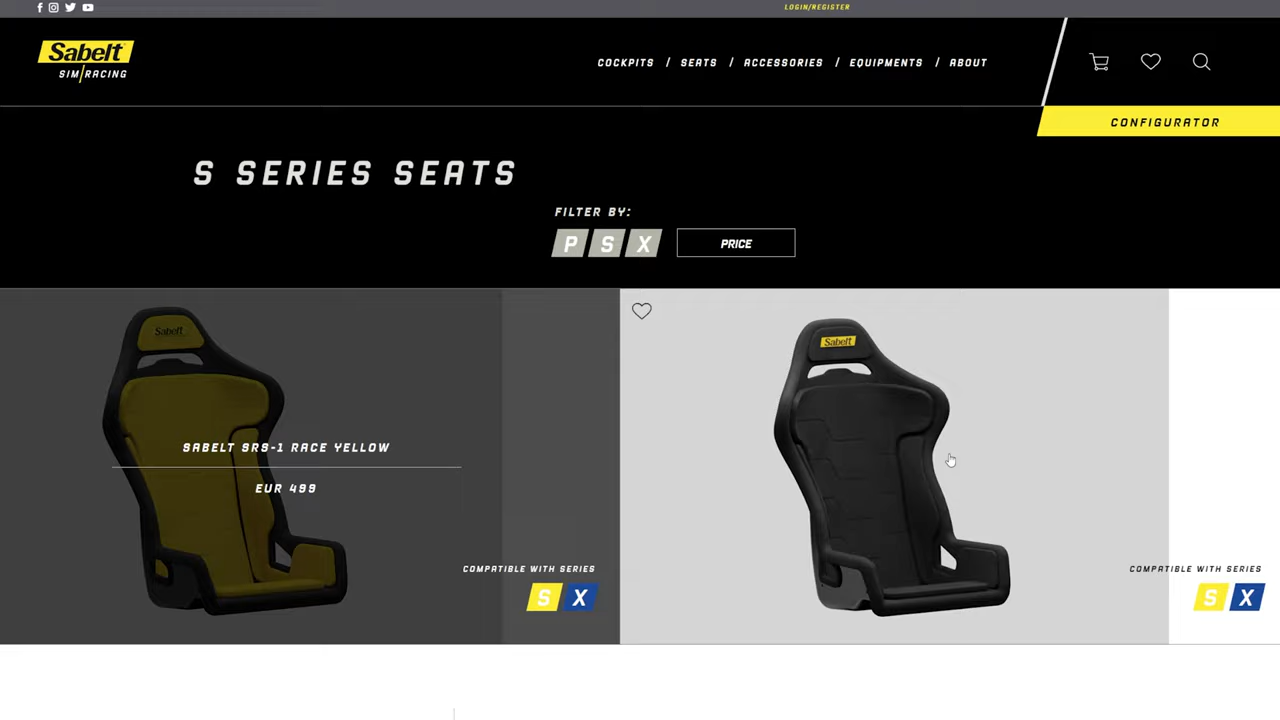 LOGIN/REGISTER
Sabelt
SIM RACING
COCKPITS / SEATS / ACCESSORIES / EQUIPMENTS / ABOUT
CONFIGURATOR
S SERIES SEATS
FILTER BY:
P S X PRICE
Sabelt
SABELT SRS-1 RACE YELLOW
EUR 499
COMPATIBLE WITH SERIES
S X
Sabelt
COMPATIBLE WITH SERIES
S X